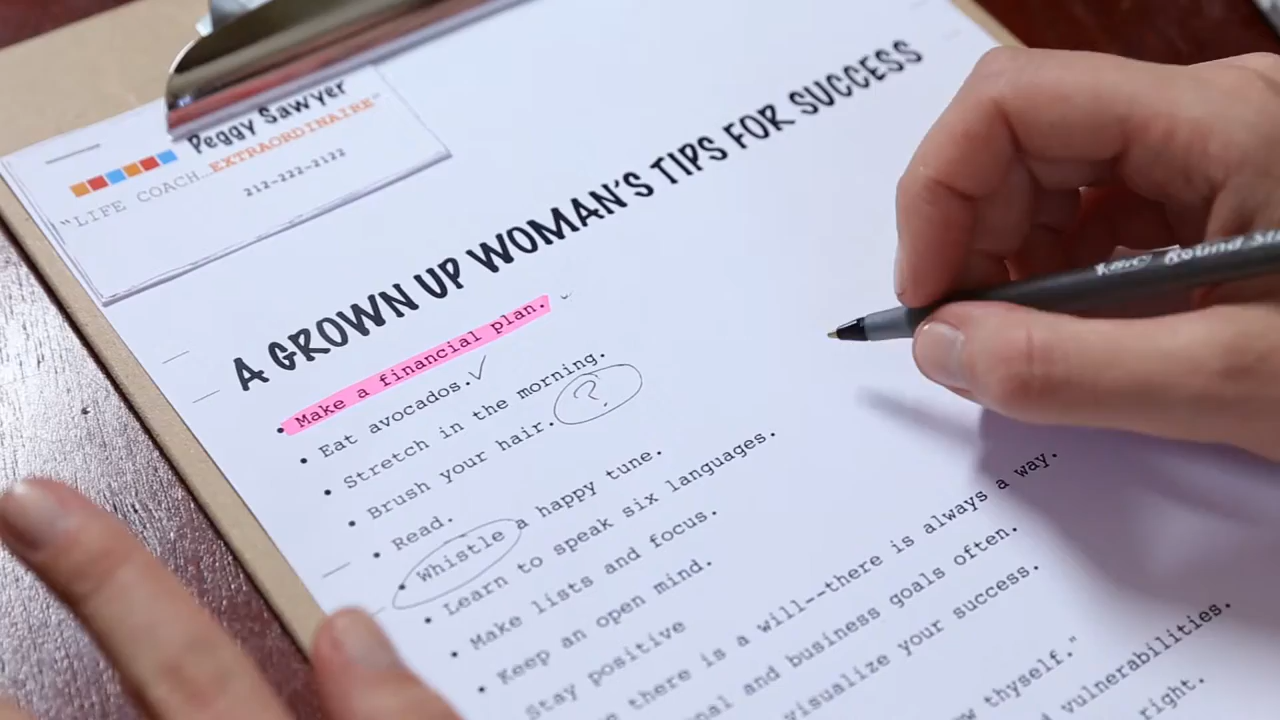 Peggy Sawyer
"LIFE COACH…EXTRAORDINAIRE"
212-222-2122
A GROWN UP WOMAN'S TIPS FOR SUCCESS
• Make a financial plan.
• Eat avocados. ✓
• Stretch in the morning.
• Brush your hair. ?
• Read.
• Whistle a happy tune.
• Learn to speak six languages.
• Make lists and focus.
• Keep an open mind.
Stay positive
there is a will--there is always a way.
and business goals often.
visualize your success.
thyself."
vulnerabilities.
right.
BIC Round